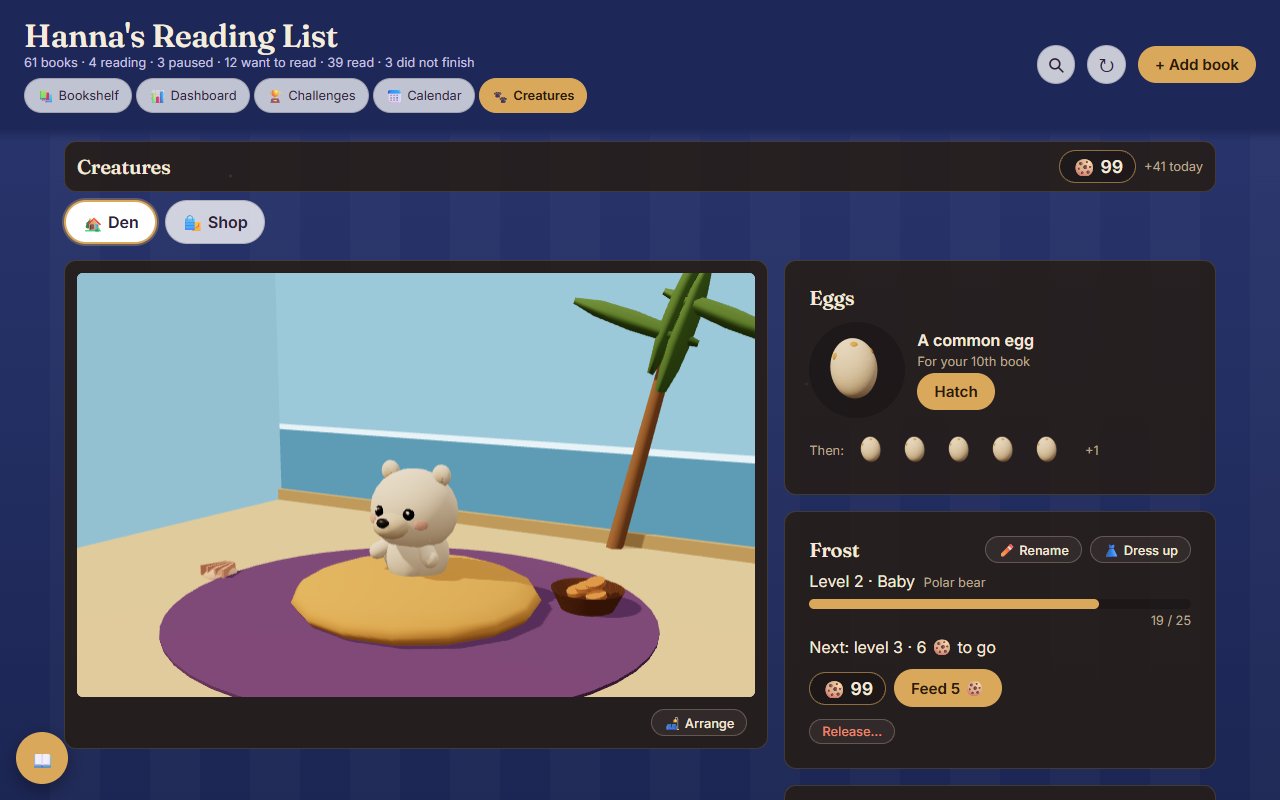 Hanna's Reading List
61 books · 4 reading · 3 paused · 12 want to read · 39 read · 3 did not finish
Bookshelf
Dashboard
Challenges
Calendar
Creatures
+ Add book
Creatures
99
+41 today
Den
Shop
Arrange
Eggs
A common egg
For your 10th book
Hatch
Then:
+1
Frost
Rename
Dress up
Level 2 · Baby Polar bear
19 / 25
Next: level 3 · 6 to go
99
Feed 5
Release...